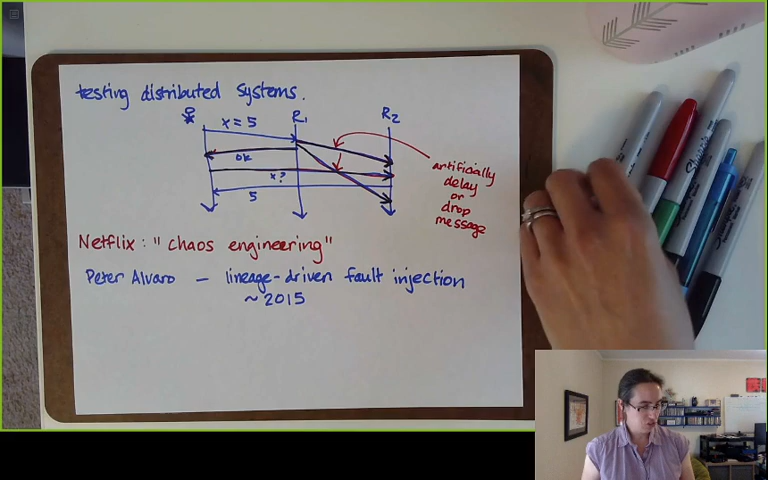 testing distributed systems.
x = 5
R1
R2
ok
x?
5
artificially
delay
or
drop
message
Netflix: "chaos engineering"
Peter Alvaro — lineage-driven fault injection
~2015